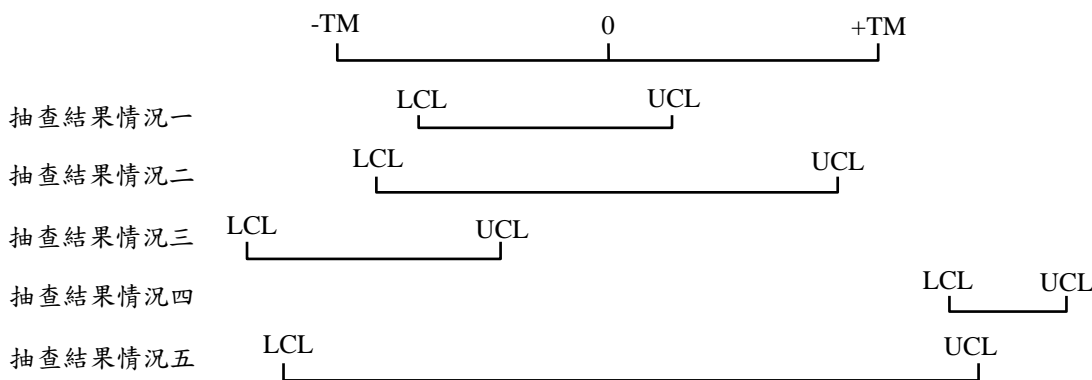 -TM 0 +TM
抽查結果情況一 LCL UCL
抽查結果情況二 LCL UCL
抽查結果情況三 LCL UCL
抽查結果情況四 LCL UCL
抽查結果情況五 LCL UCL